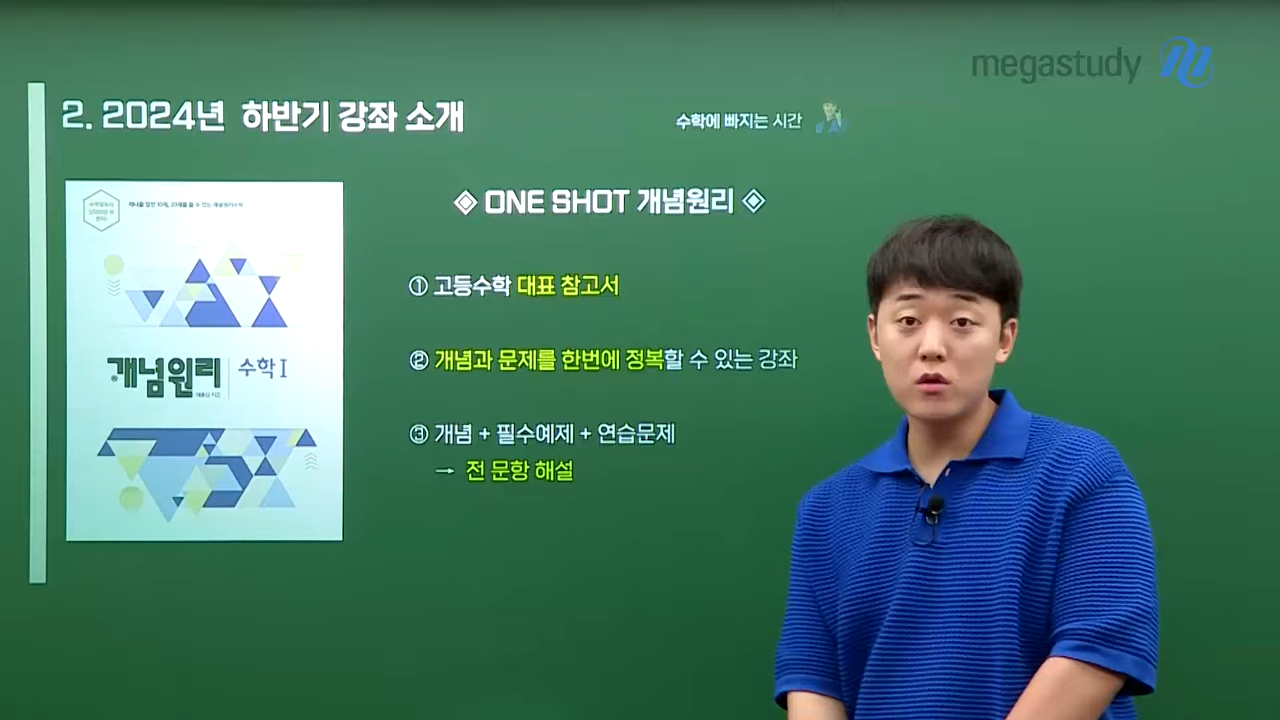 megastudy
2. 2024년 하반기 강좌 소개
수학에 빠지는 시간
◈ ONE SHOT 개념원리 ◈
① 고등수학 대표 참고서
② 개념과 문제를 한번에 정복할 수 있는 강좌
③ 개념 + 필수예제 + 연습문제
→ 전 문항 해설
개념원리
수학 I